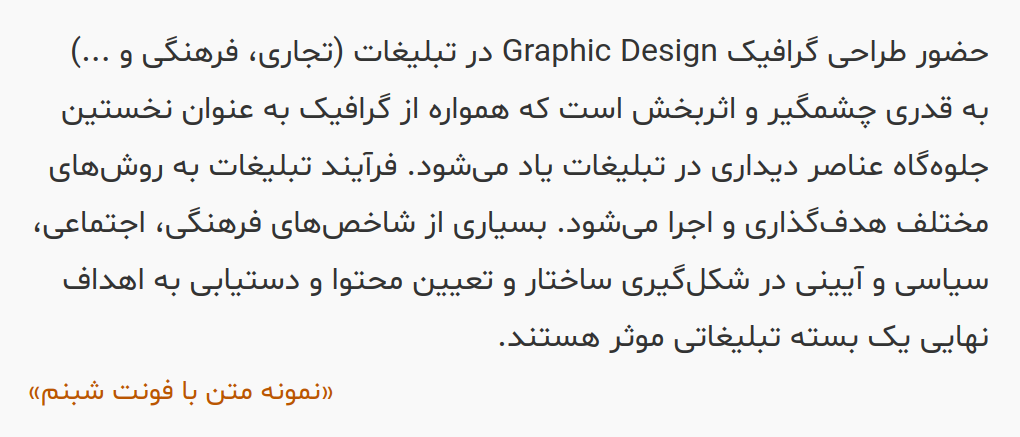 حضور طراحی گرافیک Graphic Design در تبلیغات (تجاری، فرهنگی و ...)
به قدری چشمگیر و اثربخش است که همواره از گرافیک به عنوان نخستین
جلوه‌گاه عناصر دیداری در تبلیغات یاد می‌شود. فرآیند تبلیغات به روش‌های
مختلف هدف‌گذاری و اجرا می‌شود. بسیاری از شاخص‌های فرهنگی، اجتماعی،
سیاسی و آیینی در شکل‌گیری ساختار و تعیین محتوا و دستیابی به اهداف
نهایی یک بسته تبلیغاتی موثر هستند.
«نمونه متن با فونت شبنم»